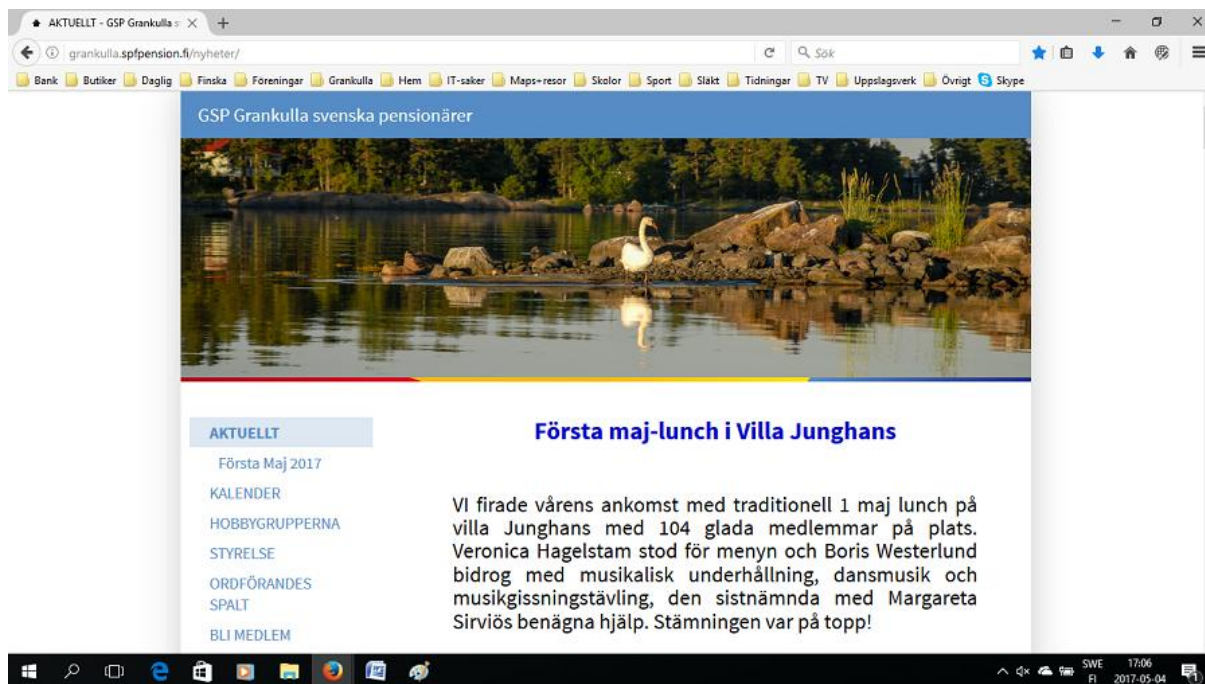 AKTUELLT - GSP Grankulla s
grankulla.spfpension.fi/nyheter/
Sök
Bank Butiker Daglig Finska Föreningar Grankulla Hem IT-saker Maps+resor Skolor Sport Släkt Tidningar TV Uppslagsverk Övrigt Skype
GSP Grankulla svenska pensionärer
AKTUELLT
Första Maj 2017
KALENDER
HOBBYGRUPPERNA
STYRELSE
ORDFÖRANDES
SPALT
BLI MEDLEM
Första maj-lunch i Villa Junghans
VI firade vårens ankomst med traditionell 1 maj lunch på
villa Junghans med 104 glada medlemmar på plats.
Veronica Hagelstam stod för menyn och Boris Westerlund
bidrog med musikalisk underhållning, dansmusik och
musikgissningstävling, den sistnämnda med Margareta
Sirviös benägna hjälp. Stämningen var på topp!
SWE 17:06
FI 2017-05-04